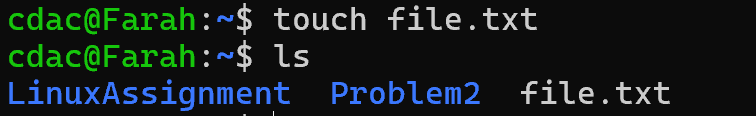 cdac@Farah:~$ touch file.txt
cdac@Farah:~$ ls
LinuxAssignment  Problem2  file.txt